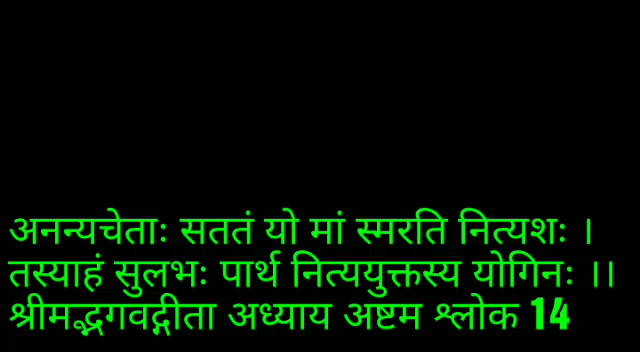 अनन्यचेताः सततं यो मां स्मरति नित्यशः ।
तस्याहं सुलभः पार्थ नित्ययुक्तस्य योगिनः ।।
श्रीमद्भगवद्गीता अध्याय अष्टम श्लोक 14